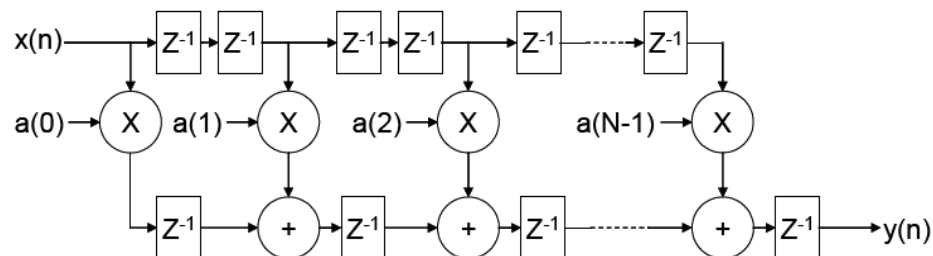 x(n) Z-1 Z-1 Z-1 Z-1 Z-1 Z-1
a(0) X a(1) X a(2) X a(N-1) X
Z-1 + Z-1 + Z-1 + Z-1 y(n)